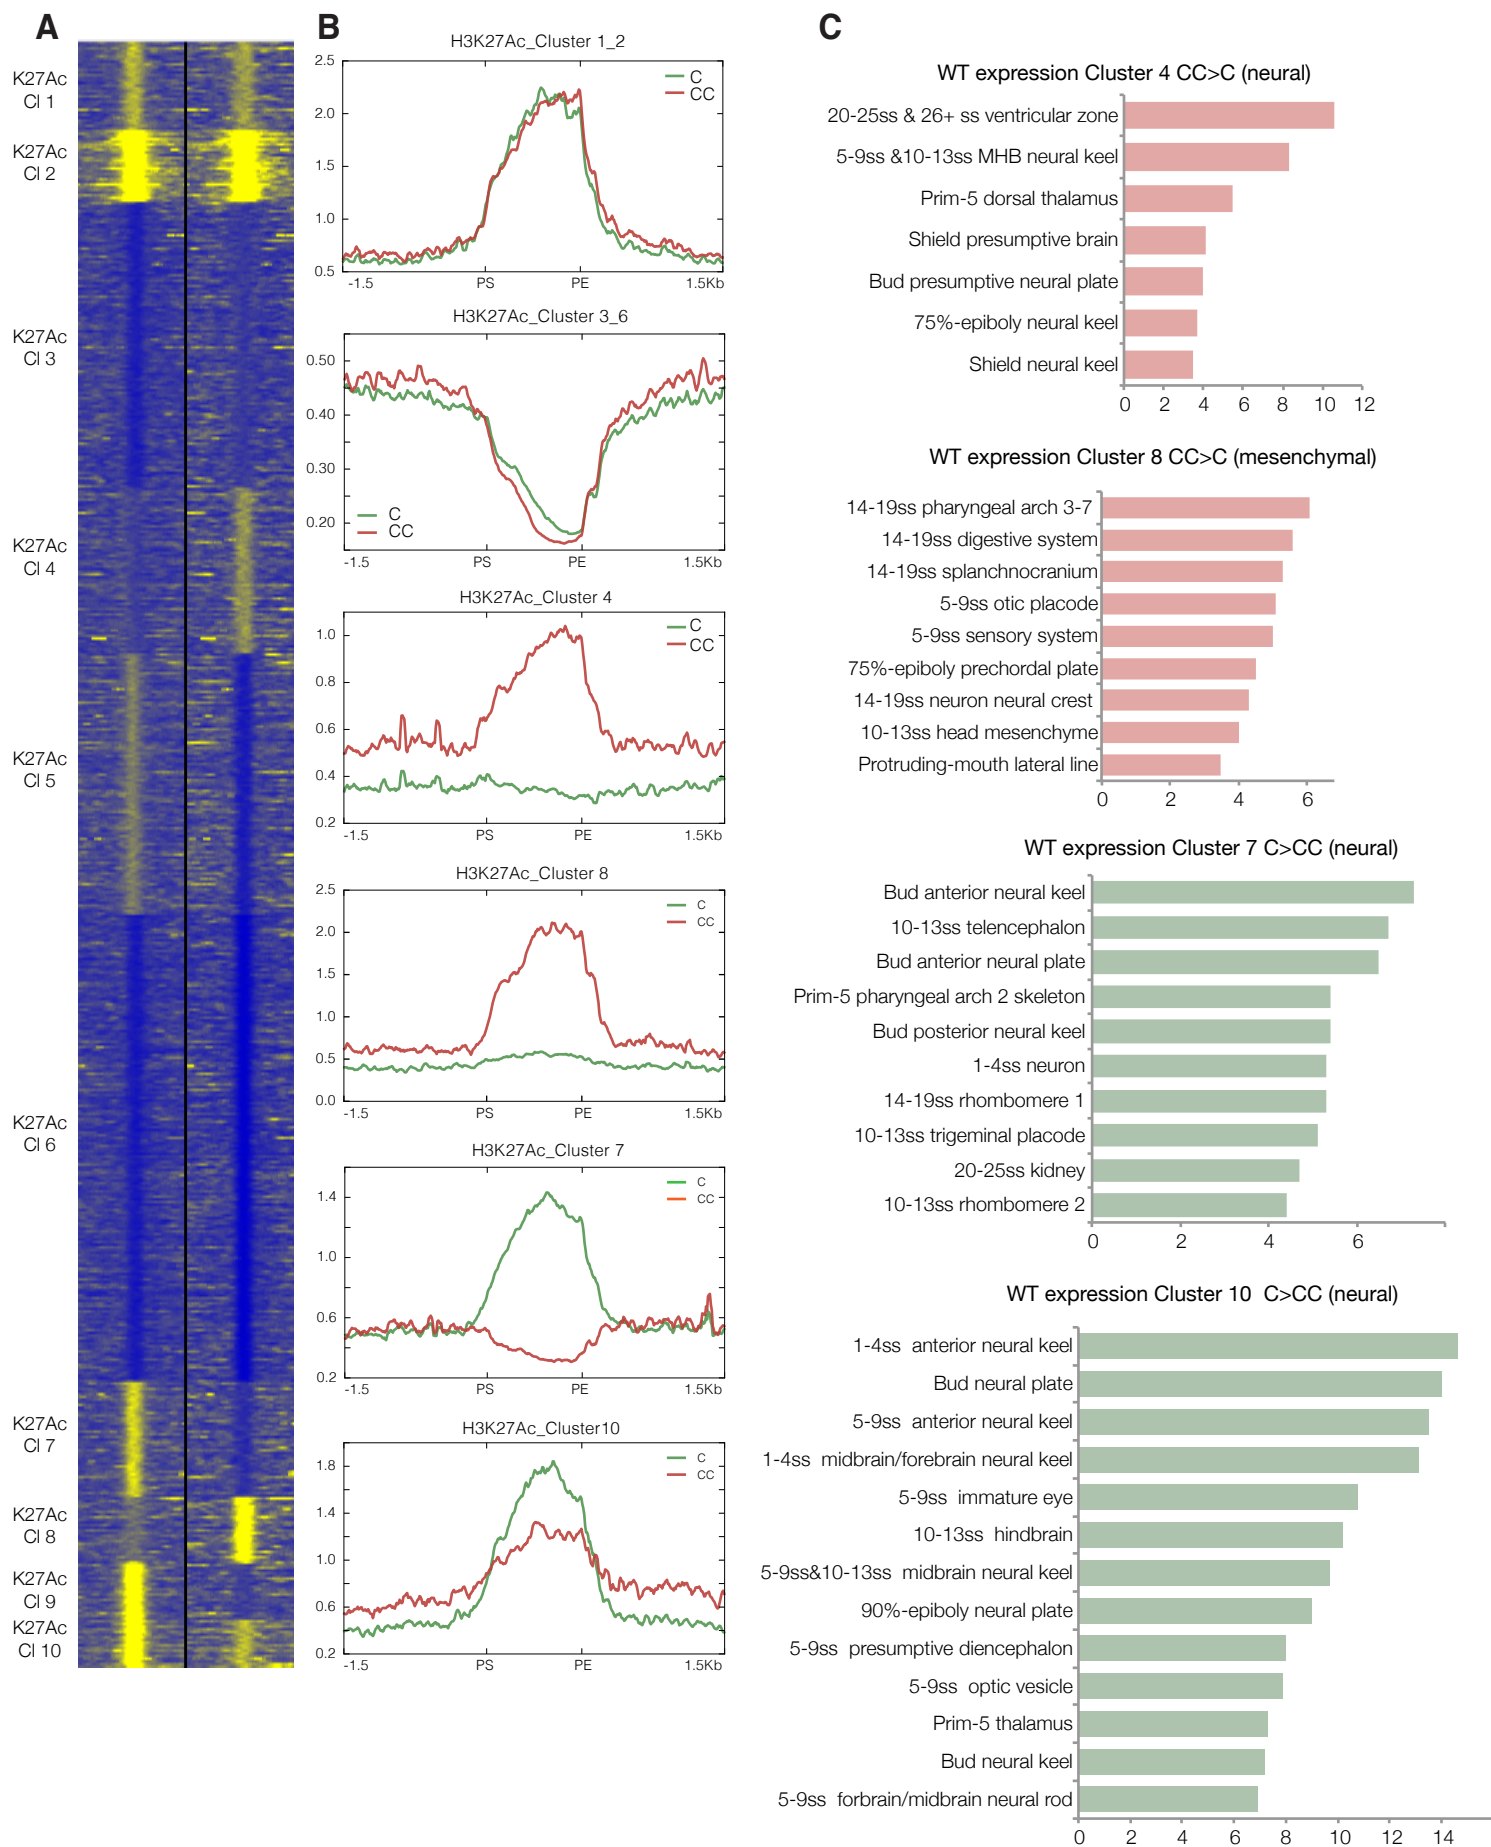 A
B
C
K27Ac
Cl 1
K27Ac
Cl 2
K27Ac
Cl 3
K27Ac
Cl 4
K27Ac
Cl 5
K27Ac
Cl 6
K27Ac
Cl 7
K27Ac
Cl 8
K27Ac
Cl 9
K27Ac
Cl 10
H3K27Ac_Cluster 1_2
2.5
2.0
1.5
1.0
0.5
C
CC
-1.5 PS PE 1.5Kb
H3K27Ac_Cluster 3_6
0.50
0.40
0.30
0.20
C
CC
-1.5 PS PE 1.5Kb
H3K27Ac_Cluster 4
1.0
0.8
0.6
0.4
0.2
C
CC
-1.5 PS PE 1.5Kb
H3K27Ac_Cluster 8
2.5
2.0
1.5
1.0
0.5
0.0
C
CC
-1.5 PS PE 1.5Kb
H3K27Ac_Cluster 7
1.4
1.0
0.6
0.2
C
CC
-1.5 PS PE 1.5Kb
H3K27Ac_Cluster10
1.8
1.4
1.0
0.6
0.2
C
CC
-1.5 PS PE 1.5Kb
WT expression Cluster 4 CC>C (neural)
20-25ss & 26+ ss ventricular zone
5-9ss &10-13ss MHB neural keel
Prim-5 dorsal thalamus
Shield presumptive brain
Bud presumptive neural plate
75%-epiboly neural keel
Shield neural keel
0 2 4 6 8 10 12
WT expression Cluster 8 CC>C (mesenchymal)
14-19ss pharyngeal arch 3-7
14-19ss digestive system
14-19ss splanchnocranium
5-9ss otic placode
5-9ss sensory system
75%-epiboly prechordal plate
14-19ss neuron neural crest
10-13ss head mesenchyme
Protruding-mouth lateral line
0 2 4 6
WT expression Cluster 7 C>CC (neural)
Bud anterior neural keel
10-13ss telencephalon
Bud anterior neural plate
Prim-5 pharyngeal arch 2 skeleton
Bud posterior neural keel
1-4ss neuron
14-19ss rhombomere 1
10-13ss trigeminal placode
20-25ss kidney
10-13ss rhombomere 2
0 2 4 6
WT expression Cluster 10 C>CC (neural)
1-4ss anterior neural keel
Bud neural plate
5-9ss anterior neural keel
1-4ss midbrain/forebrain neural keel
5-9ss immature eye
10-13ss hindbrain
5-9ss&10-13ss midbrain neural keel
90%-epiboly neural plate
5-9ss presumptive diencephalon
5-9ss optic vesicle
Prim-5 thalamus
Bud neural keel
5-9ss forbrain/midbrain neural rod
0 2 4 6 8 10 12 14